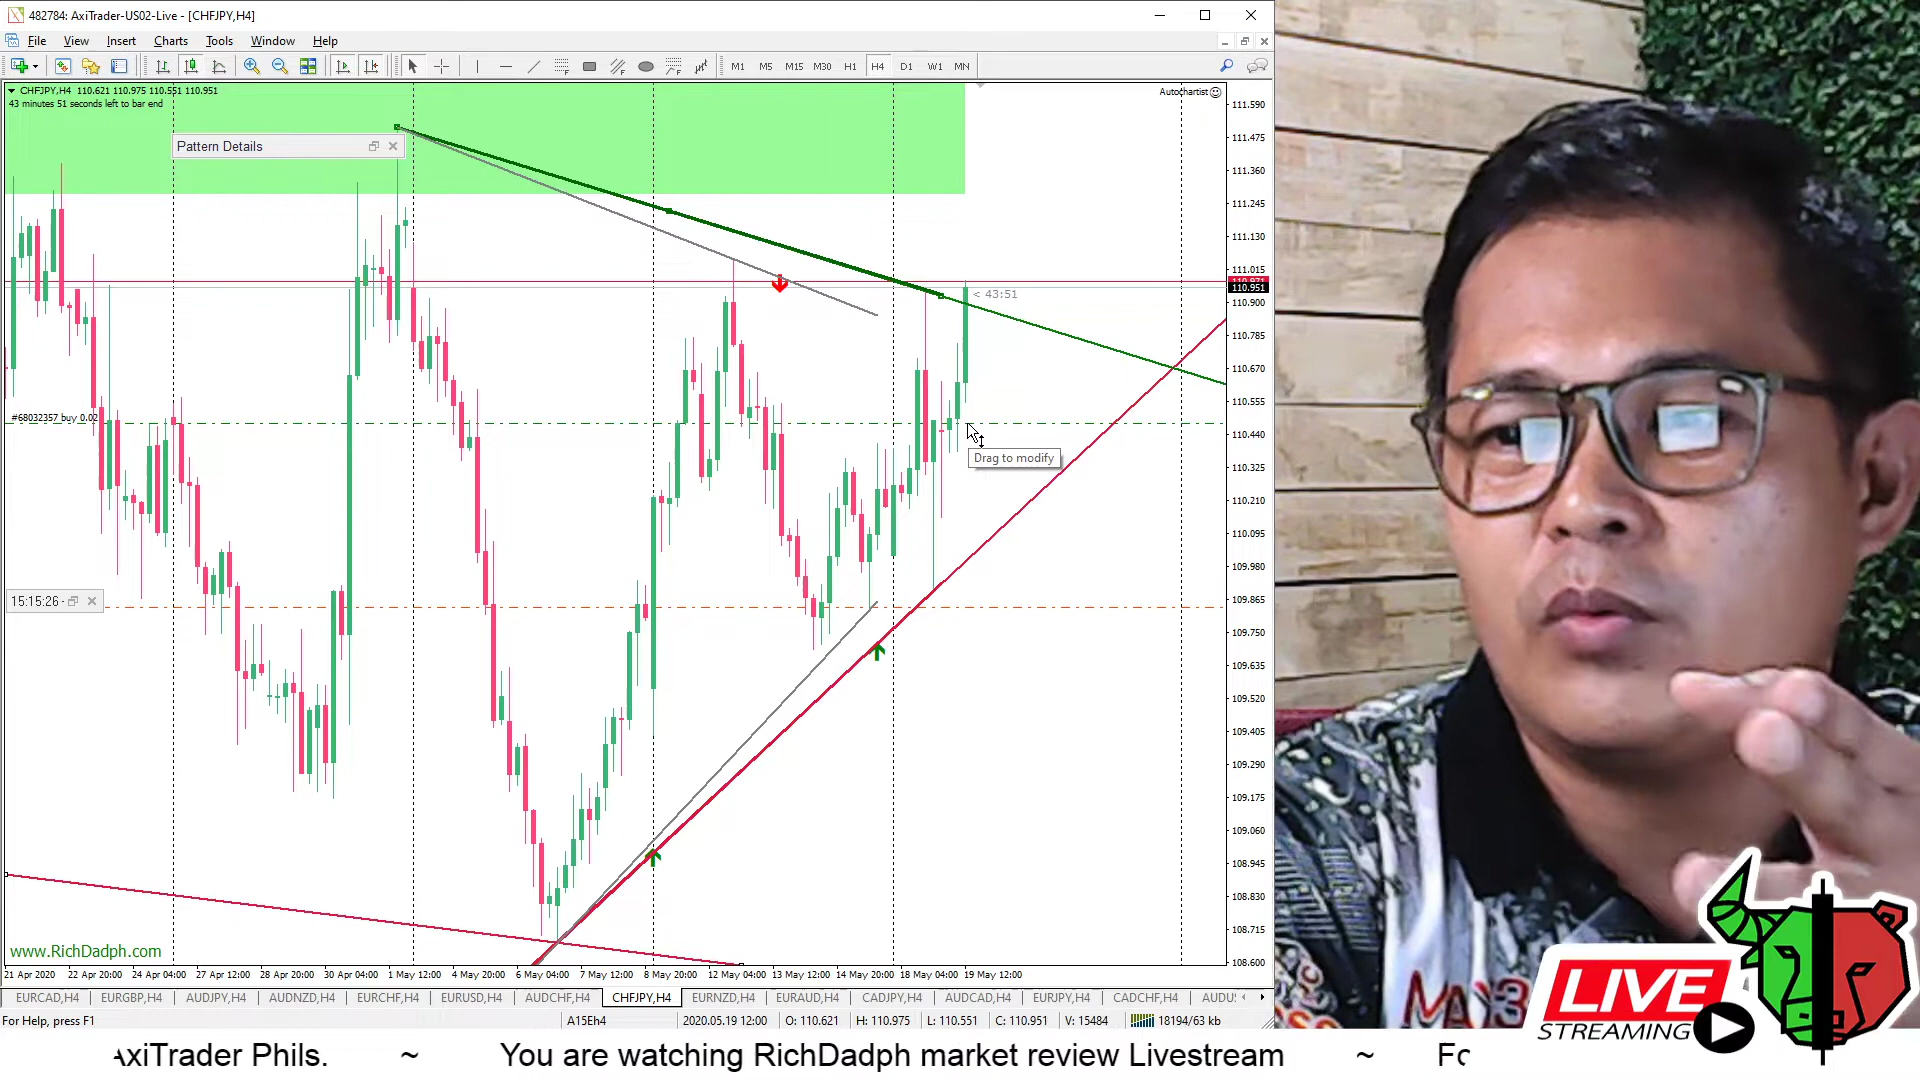 482784: AxiTrader-US02-Live - [CHFJPY,H4]
File View Insert Charts Tools Window Help
M1 M5 M15 M30 H1 H4 D1 W1 MN
CHFJPY,H4 110.621 110.975 110.551 110.951
43 minutes 51 seconds left to bar end
Autochartist
Pattern Details
111.590
111.475
111.360
111.245
111.130
111.015
110.971
110.951
110.900
110.785
110.670
110.555
110.440
110.325
110.210
110.095
109.980
109.865
109.750
109.635
109.520
109.405
109.290
109.175
109.060
108.945
108.830
108.715
108.600
< 43:51
#68032357 buy 0.02
Drag to modify
15:15:26 -
www.RichDadph.com
21 Apr 2020 22 Apr 20:00 24 Apr 04:00 27 Apr 12:00 28 Apr 20:00 30 Apr 04:00 1 May 12:00 4 May 20:00 6 May 04:00 7 May 12:00 8 May 20:00 12 May 04:00 13 May 12:00 14 May 20:00 18 May 04:00 19 May 12:00
EURCAD,H4 EURGBP,H4 AUDJPY,H4 AUDNZD,H4 EURCHF,H4 EURUSD,H4 AUDCHF,H4 CHFJPY,H4 EURNZD,H4 EURAUD,H4 CADJPY,H4 AUDCAD,H4 EURJPY,H4 CADCHF,H4 AUDU
For Help, press F1
A15Eh4
2020.05.19 12:00
O: 110.621
H: 110.975
L: 110.551
C: 110.951
V: 15484
18194/63 kb
LIVE
STREAMING
AxiTrader Phils. ~ You are watching RichDadph market review Livestream ~ Fo